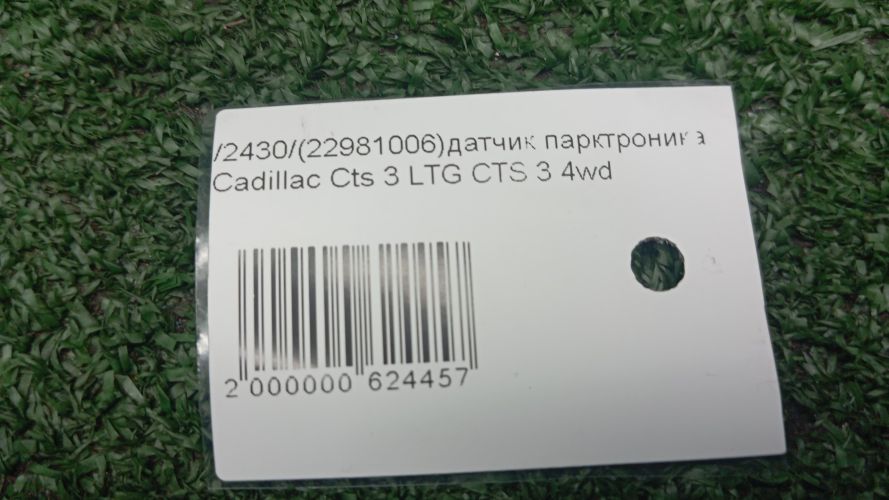 /2430/(22981006)датчик парктроника
Cadillac Cts 3 LTG CTS 3 4wd
2 000000 624457